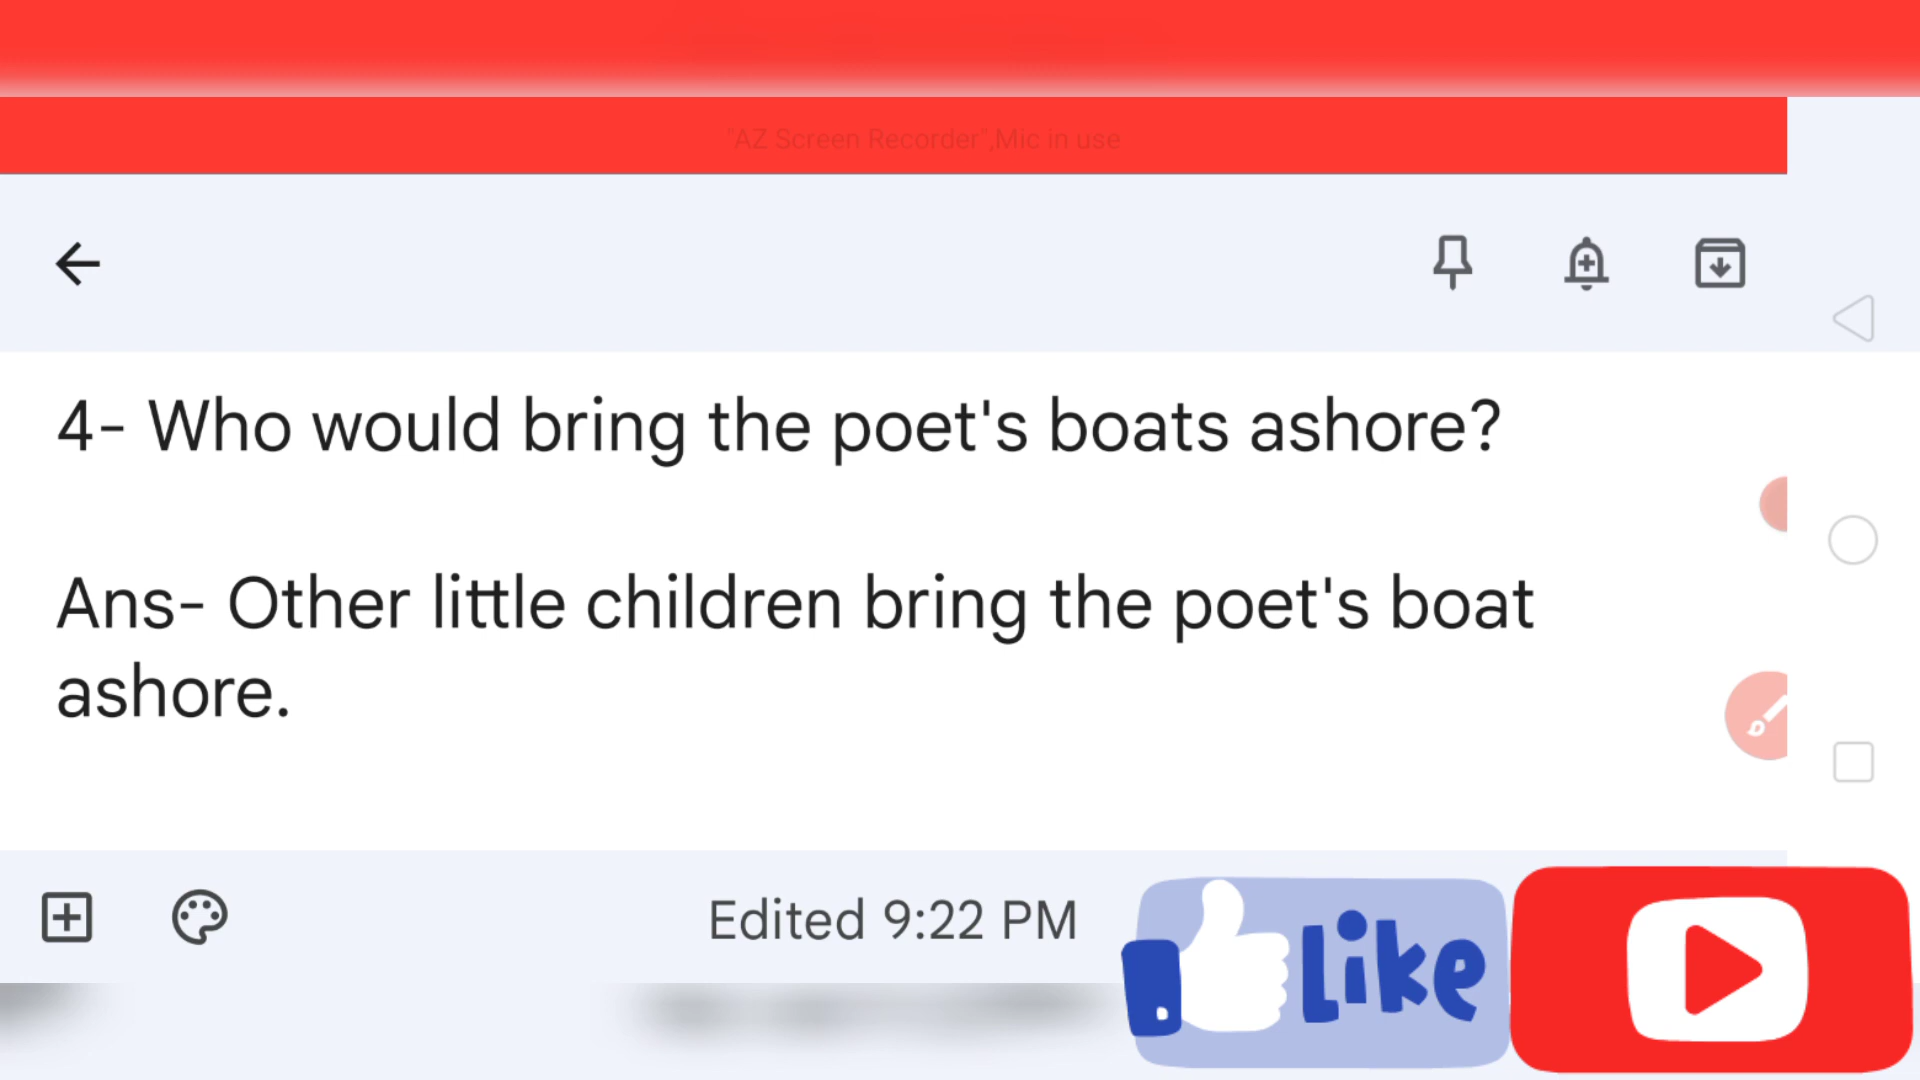 "AZ Screen Recorder",Mic in use
4- Who would bring the poet's boats ashore?
Ans- Other little children bring the poet's boat
ashore.
Edited 9:22 PM
Like